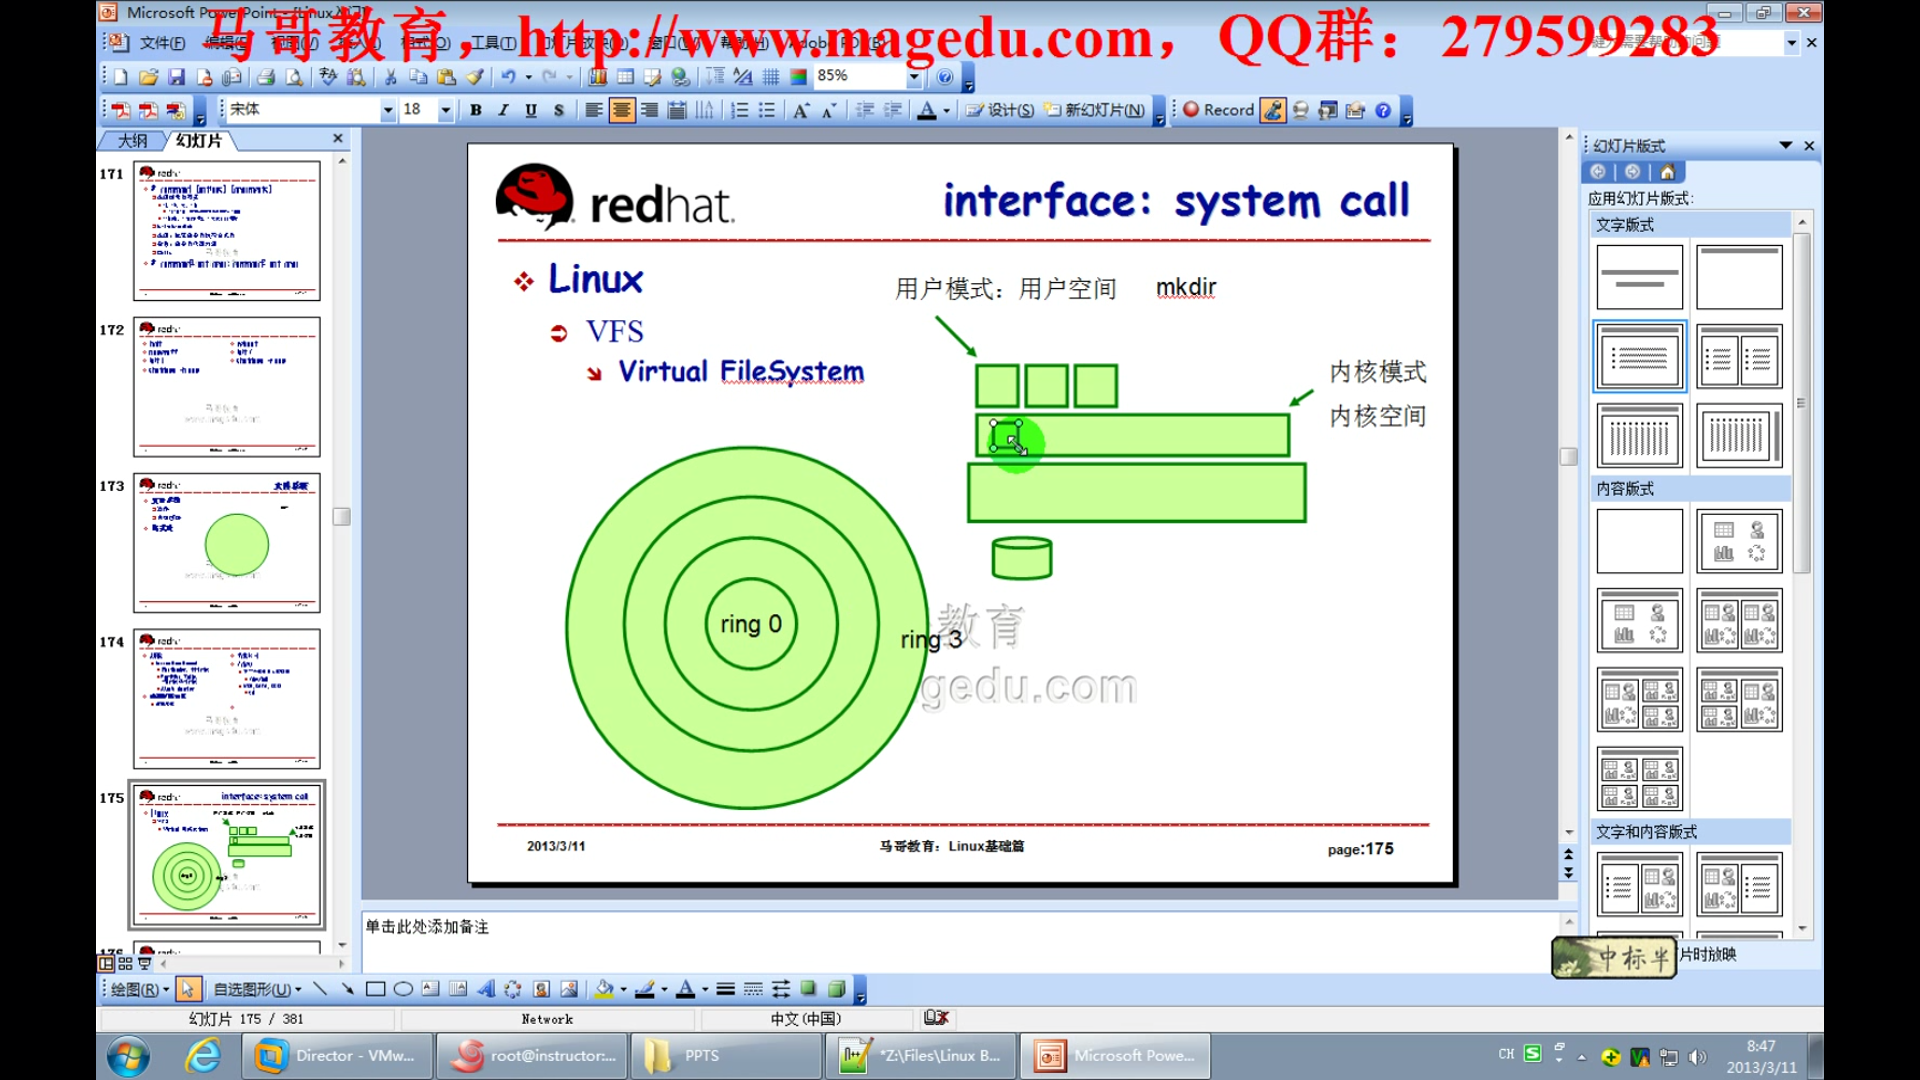 Microsoft PowerPoint - [Linux入门]
马哥教育，http://www.magedu.com，QQ群：279599283
文件(F) 编辑(E) 视图(V) 插入(I) 格式(O) 工具(T) 幻灯片放映(D) 窗口(W) 帮助(H) Adobe PDF(B)
85%
宋体 18 B I U S 设计(S) 新幻灯片(N) Record
大纲 幻灯片
171
172
173
174
175
redhat.
interface: system call
Linux
VFS
Virtual FileSystem
用户模式：用户空间 mkdir
内核模式
内核空间
ring 0
ring 3
教育
gedu.com
2013/3/11 马哥教育：Linux基础篇 page:175
单击此处添加备注
幻灯片版式
应用幻灯片版式:
文字版式
内容版式
文字和内容版式
中标半
片时放映
绘图(R) 自选图形(U)
幻灯片 175 / 381 Network 中文(中国)
Director - VMw... root@instructor:... PPTS *Z:\Files\Linux B... Microsoft Powe...
CH
8:47
2013/3/11